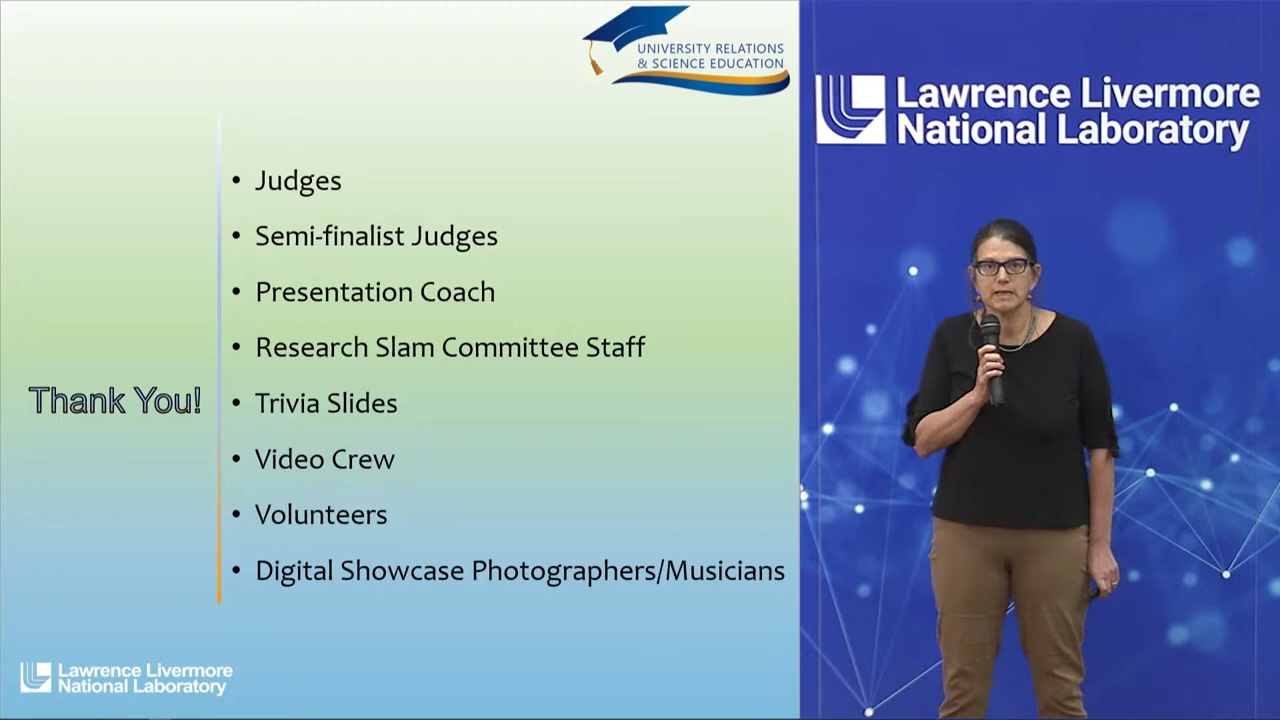 UNIVERSITY RELATIONS
& SCIENCE EDUCATION
Thank You!
• Judges
• Semi-finalist Judges
• Presentation Coach
• Research Slam Committee Staff
• Trivia Slides
• Video Crew
• Volunteers
• Digital Showcase Photographers/Musicians
Lawrence Livermore
National Laboratory
Lawrence Livermore
National Laboratory